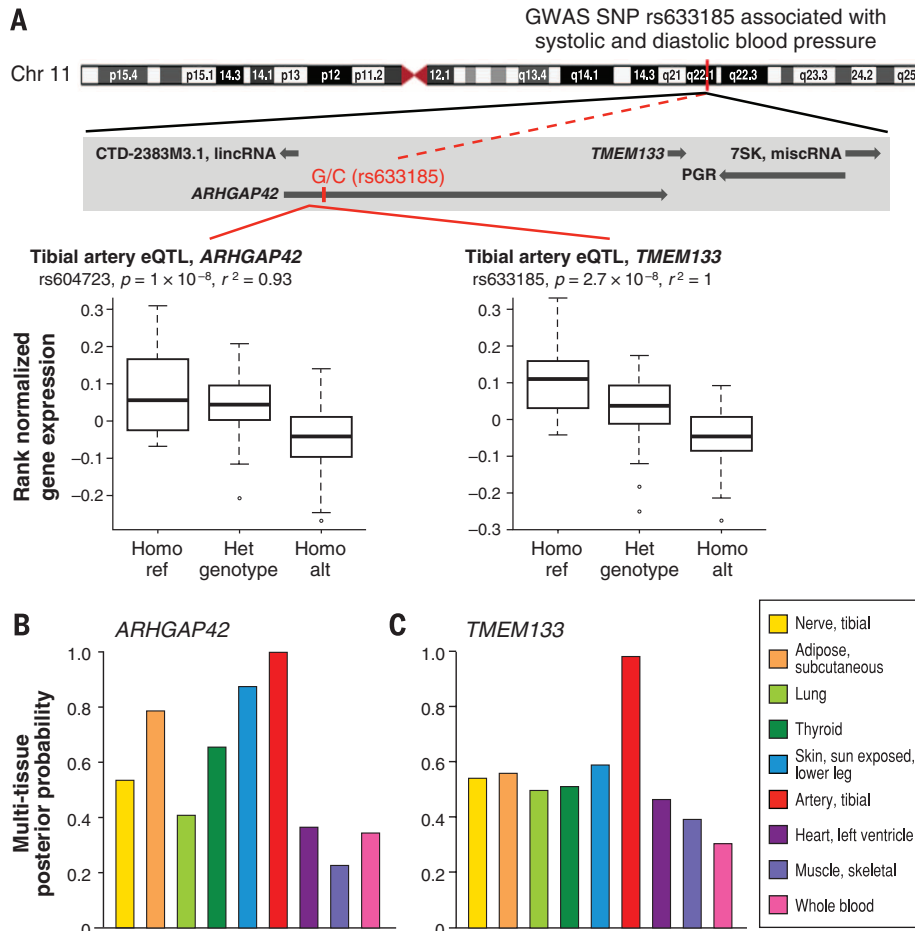 A
GWAS SNP rs633185 associated with
systolic and diastolic blood pressure
Chr 11 p15.4 p15.1 14.3 14.1 p13 p12 p11.2 12.1 q13.4 q14.1 14.3 q21 q22.1 q22.3 q23.3 24.2 q25
CTD-2383M3.1, lincRNA TMEM133 7SK, miscRNA
G/C (rs633185) PGR
ARHGAP42
Tibial artery eQTL, ARHGAP42
rs604723, p = 1 × 10⁻⁸, r² = 0.93
Rank normalized
gene expression
0.3
0.2
0.1
0
−0.1
−0.2
Homo Het Homo
ref genotype alt
Tibial artery eQTL, TMEM133
rs633185, p = 2.7 × 10⁻⁸, r² = 1
0.3
0.2
0.1
0
−0.1
−0.2
−0.3
Homo Het Homo
ref genotype alt
B ARHGAP42
Multi-tissue
posterior probability
1.0
0.8
0.6
0.4
0.2
0
C TMEM133
1.0
0.8
0.6
0.4
0.2
0
Nerve, tibial
Adipose,
subcutaneous
Lung
Thyroid
Skin, sun exposed,
lower leg
Artery, tibial
Heart, left ventricle
Muscle, skeletal
Whole blood